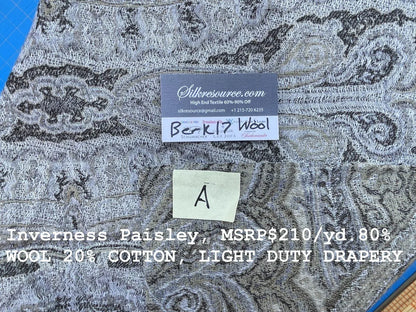 Silkresource.com
High End Textile 60%-90% Off
silkresource@gmail.com +1 213-720 6235
Berk17 Wool
A
Inverness Paisley, MSRP$210/yd,80%
WOOL 20% COTTON, LIGHT DUTY DRAPERY